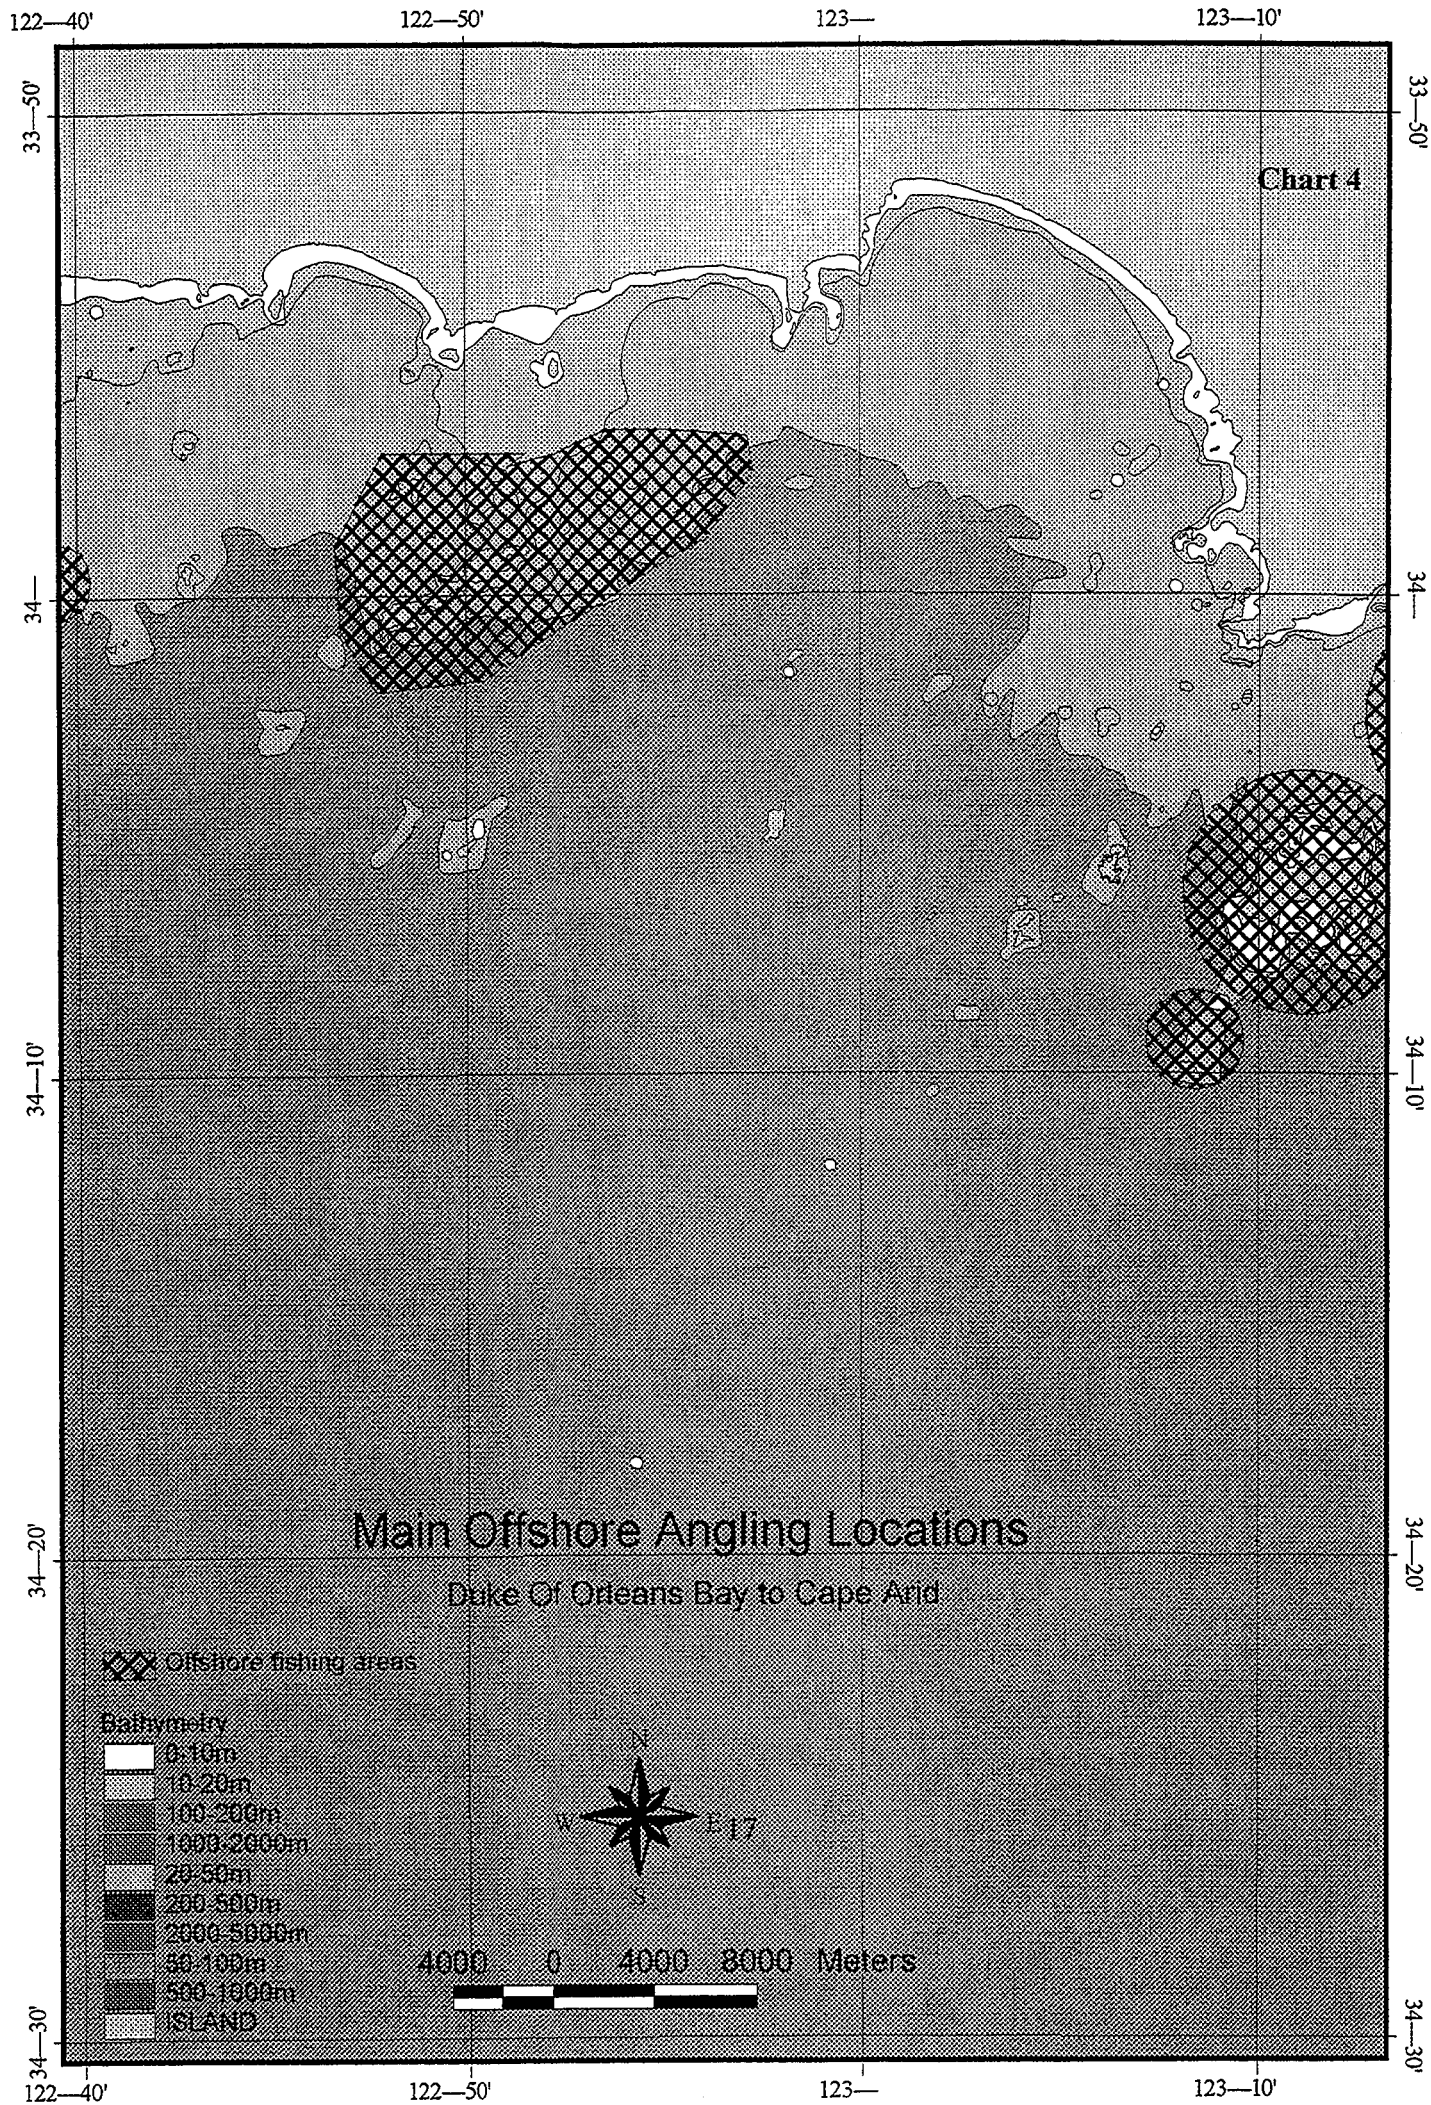 122—40' 122—50' 123— 123—10'
33—50' 33—50'
Chart 4
34— 34—
34—10' 34—10'
Main Offshore Angling Locations
34—20' 34—20'
Duke Of Orleans Bay to Cape Arid
Offshore fishing areas
Bathymetry
N
0-10m
10-20m
100-200m
W E 17
1000-2000m
20-50m
S
200-500m
2000-5000m
50-100m
4000 0 4000 8000 Meters
500-1000m
ISLAND
34—30' 34—30'
122—40' 122—50' 123— 123—10'